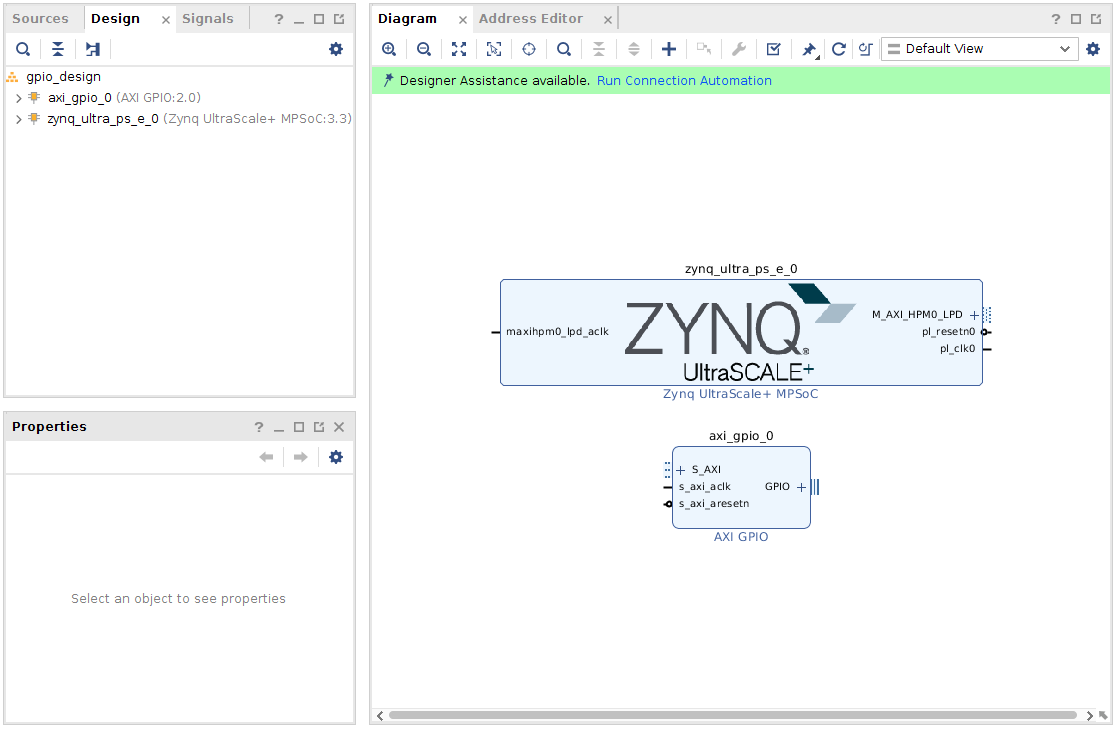 Sources Design Signals
gpio_design
axi_gpio_0 (AXI GPIO:2.0)
zynq_ultra_ps_e_0 (Zynq UltraScale+ MPSoC:3.3)
Properties
Select an object to see properties
Diagram Address Editor
Default View
Designer Assistance available. Run Connection Automation
zynq_ultra_ps_e_0
maxihpm0_lpd_aclk
ZYNQ®
UltraSCALE+
M_AXI_HPM0_LPD
pl_resetn0
pl_clk0
Zynq UltraScale+ MPSoC
axi_gpio_0
S_AXI
s_axi_aclk
s_axi_aresetn
GPIO
AXI GPIO